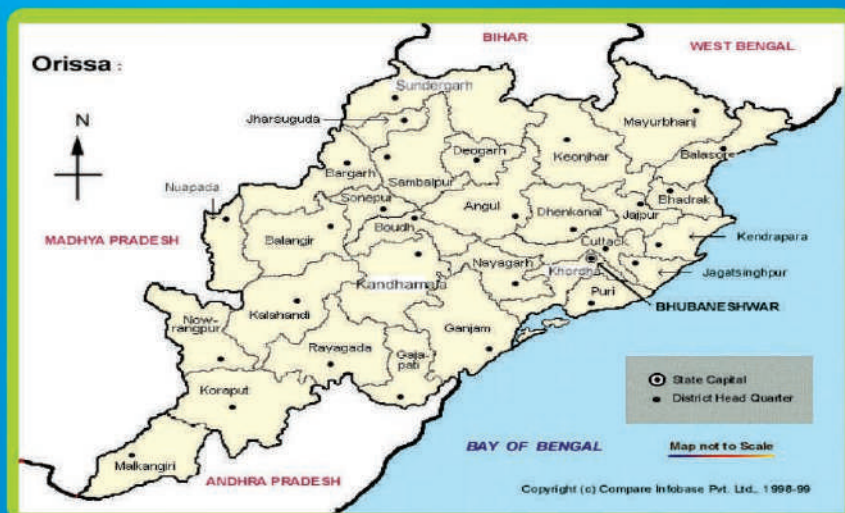 BIHAR
WEST BENGAL
Orissa :
Sundergarh
N
Jharsuguda
Mayurbhanj
Deogarh
Keonjhar
Balasore
Bargarh
Sambalpur
Nuapada
Sonepur
Angul
Bhadrak
Dhenkanal
Jajpur
Boudh
MADHYA PRADESH
Balangir
Cuttack
Kendrapara
Nayagarh
Khordha
Jagatsinghpur
Kandhamala
Puri
BHUBANESHWAR
Kalahandi
Now-
rangpur
Ganjam
Rayagada
Gaja-
pati
State Capital
Koraput
District Head Quarter
BAY OF BENGAL
Map not to Scale
Malkangiri
ANDHRA PRADESH
Copyright (c) Compare Infobase Pvt. Ltd., 1998-99